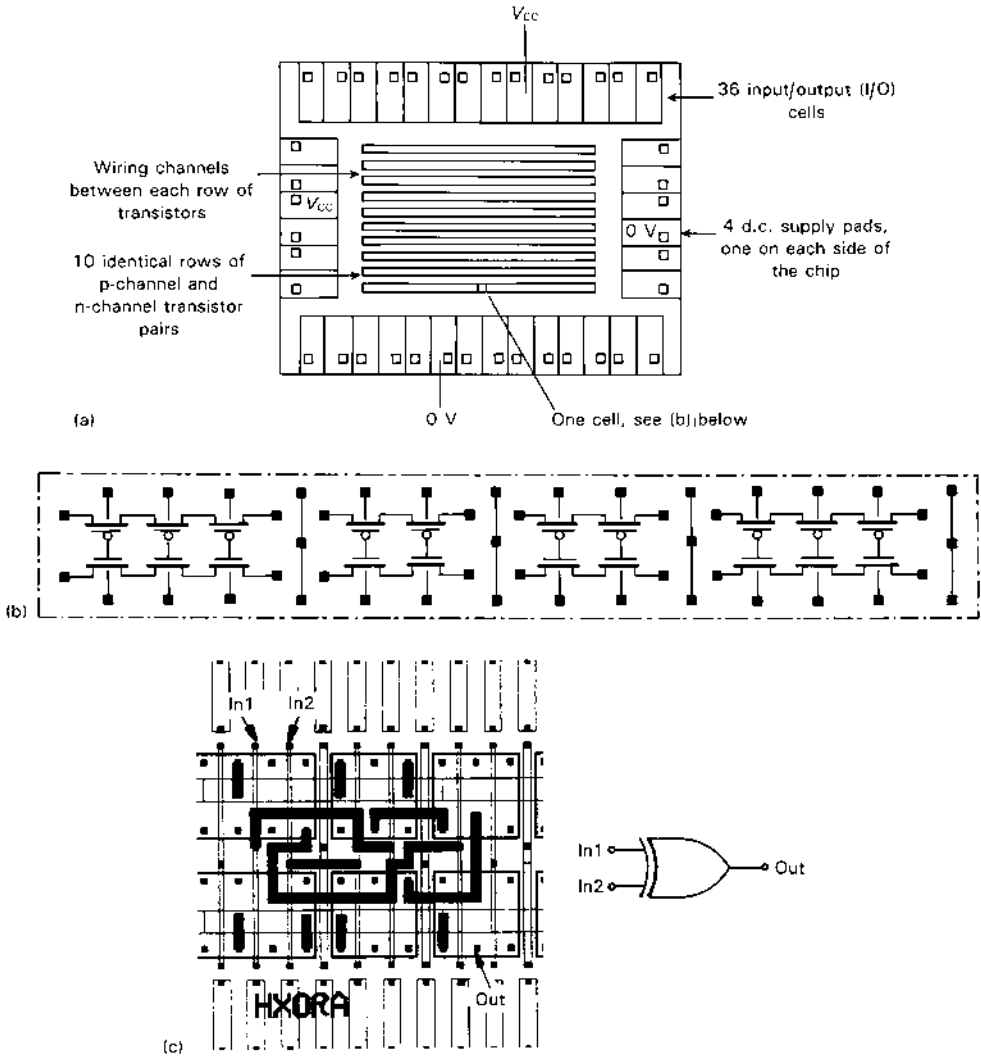 V_CC
36 input/output (I/O)
cells
Wiring channels
between each row of
transistors
V_CC
0 V
4 d.c. supply pads,
one on each side of
the chip
10 identical rows of
p-channel and
n-channel transistor
pairs
(a)
0 V
One cell, see (b) below
(b)
In1
In2
In1
In2
Out
Out
HXORA
(c)